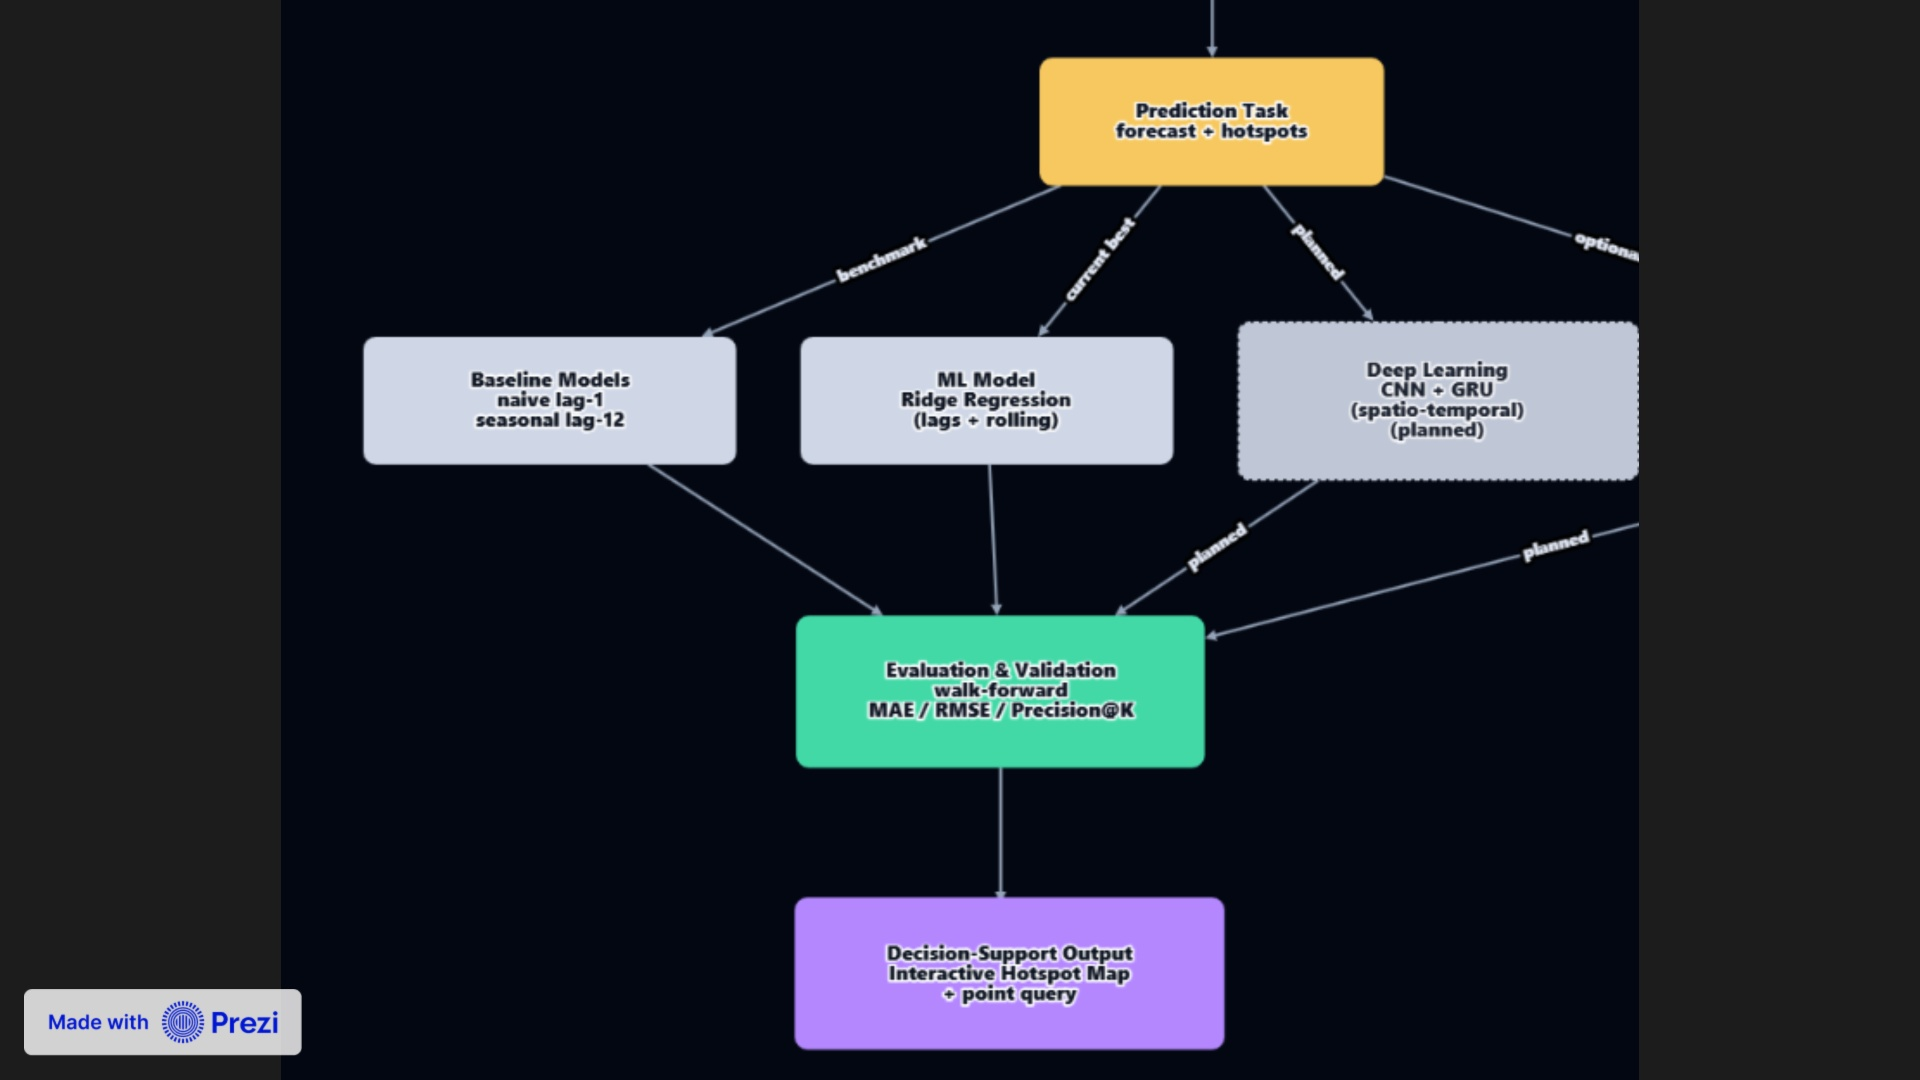 Prediction Task
forecast + hotspots
benchmark
current best
planned
Baseline Models
naive lag-1
seasonal lag-12
ML Model
Ridge Regression
(lags + rolling)
Deep Learning
CNN + GRU
(spatio-temporal)
(planned)
planned
planned
Evaluation & Validation
walk-forward
MAE / RMSE / Precision@K
Decision-Support Output
Interactive Hotspot Map
+ point query
Made with Prezi